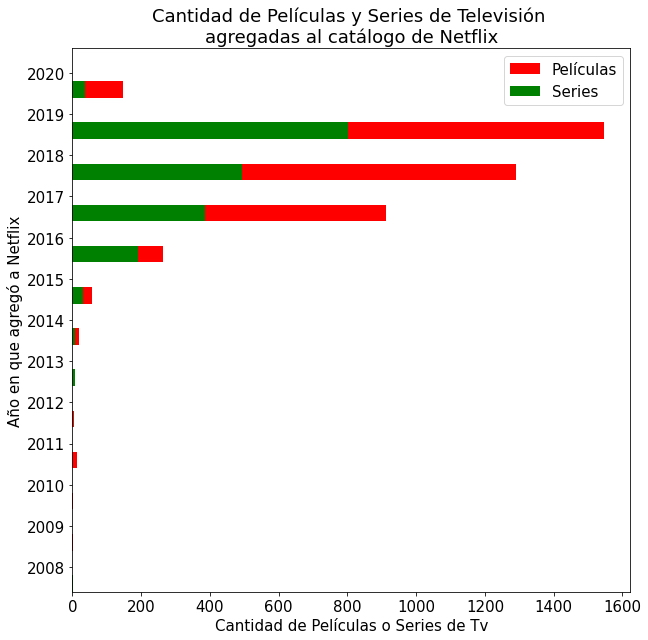 Cantidad de Películas y Series de Televisión
agregadas al catálogo de Netflix
Películas
Series
Año en que agregó a Netflix
2020
2019
2018
2017
2016
2015
2014
2013
2012
2011
2010
2009
2008
0 200 400 600 800 1000 1200 1400 1600
Cantidad de Películas o Series de Tv